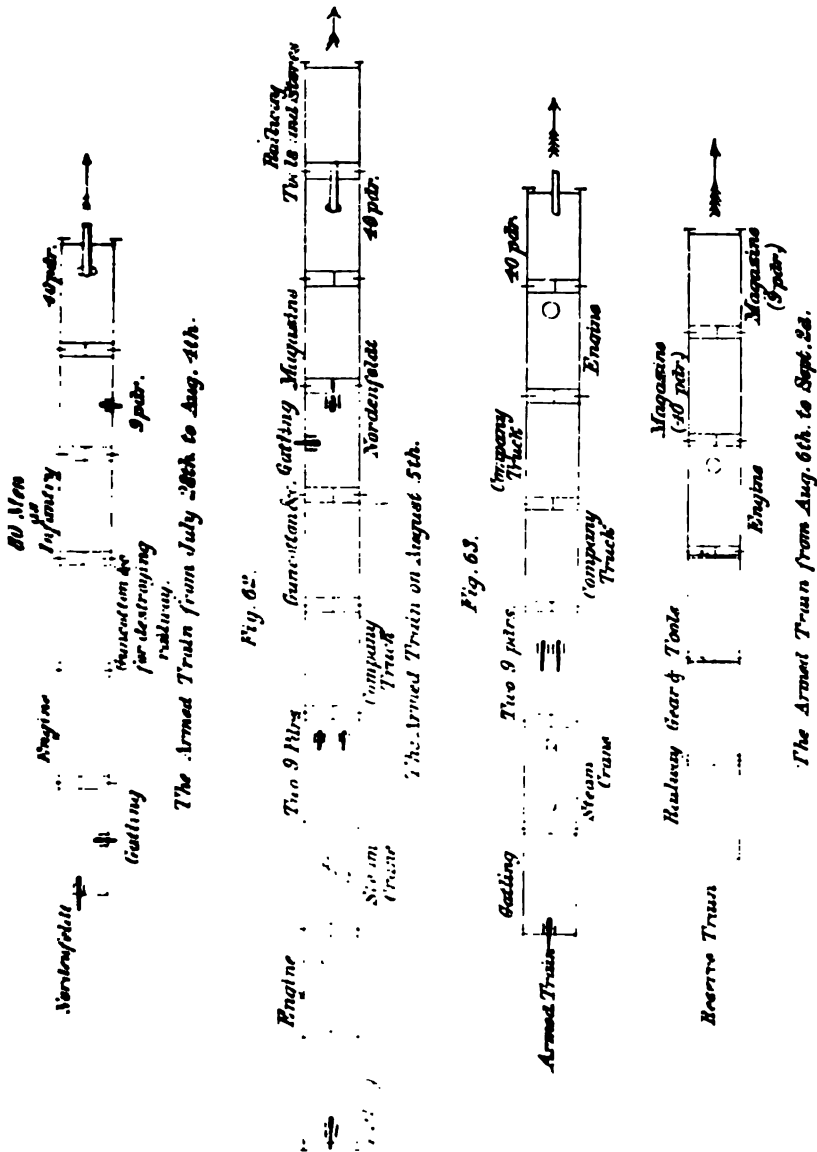 40 pdr.
9 pdr.
80 Men
Infantry
Guncotton &c
for destroying
railway.
Engine
Gatling
Nordenfeldt
The Armed Train from July 28th to Aug. 4th.
Fig. 62.
Railway
Tools and Stores
40 pdr.
Magazines
Nordenfeldt
Gatling
Guncotton &c.
Company
Truck
Two 9 Pdrs
Steam
Crane
Engine
The Armed Train on August 5th.
Fig. 63.
40 pdr.
Engine
Company
Truck
Company
Truck
Two 9 pdrs.
Steam
Crane
Gatling
Armed Train
Magazine
(9 pdr)
Magazine
(40 pdr)
Engine
Railway Gear & Tools
Reserve Train
The Armed Train from Aug. 6th. to Sept. 2d.